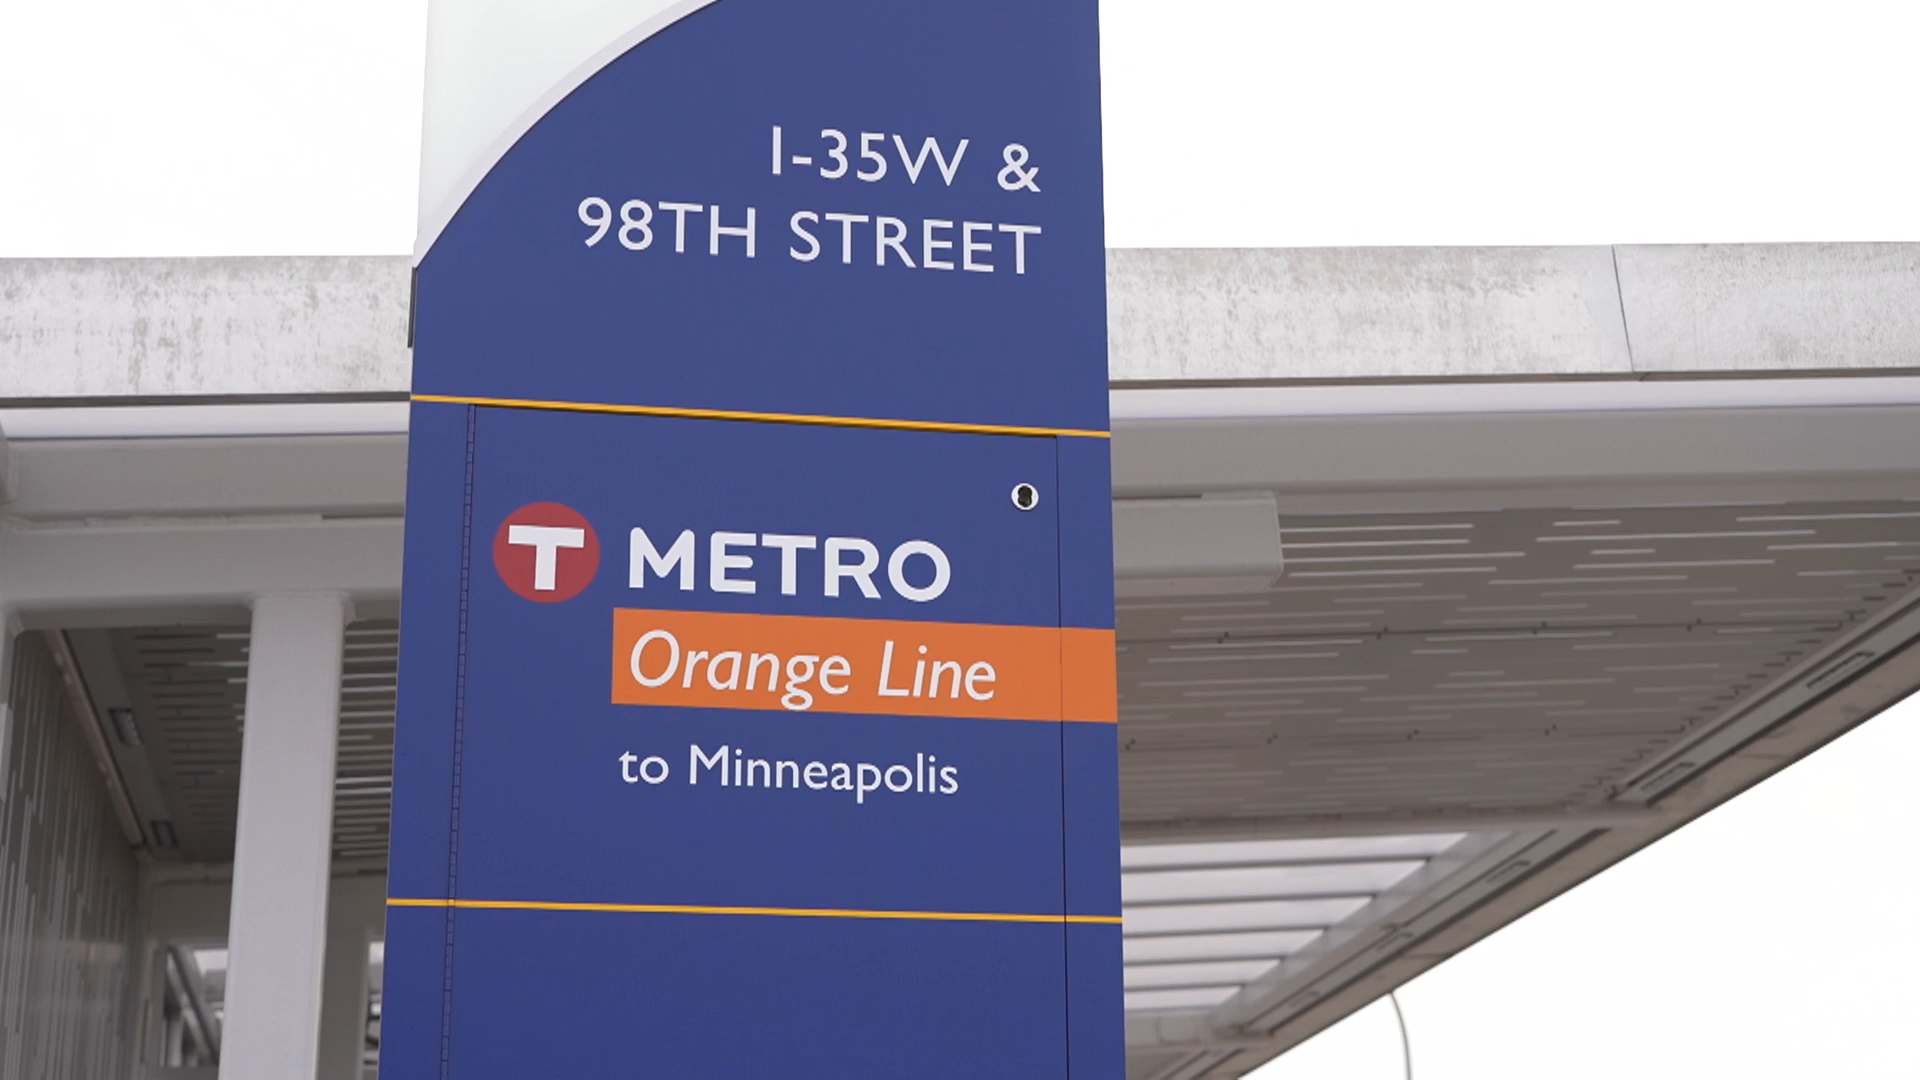 I-35W &
98TH STREET
T METRO
Orange Line
to Minneapolis